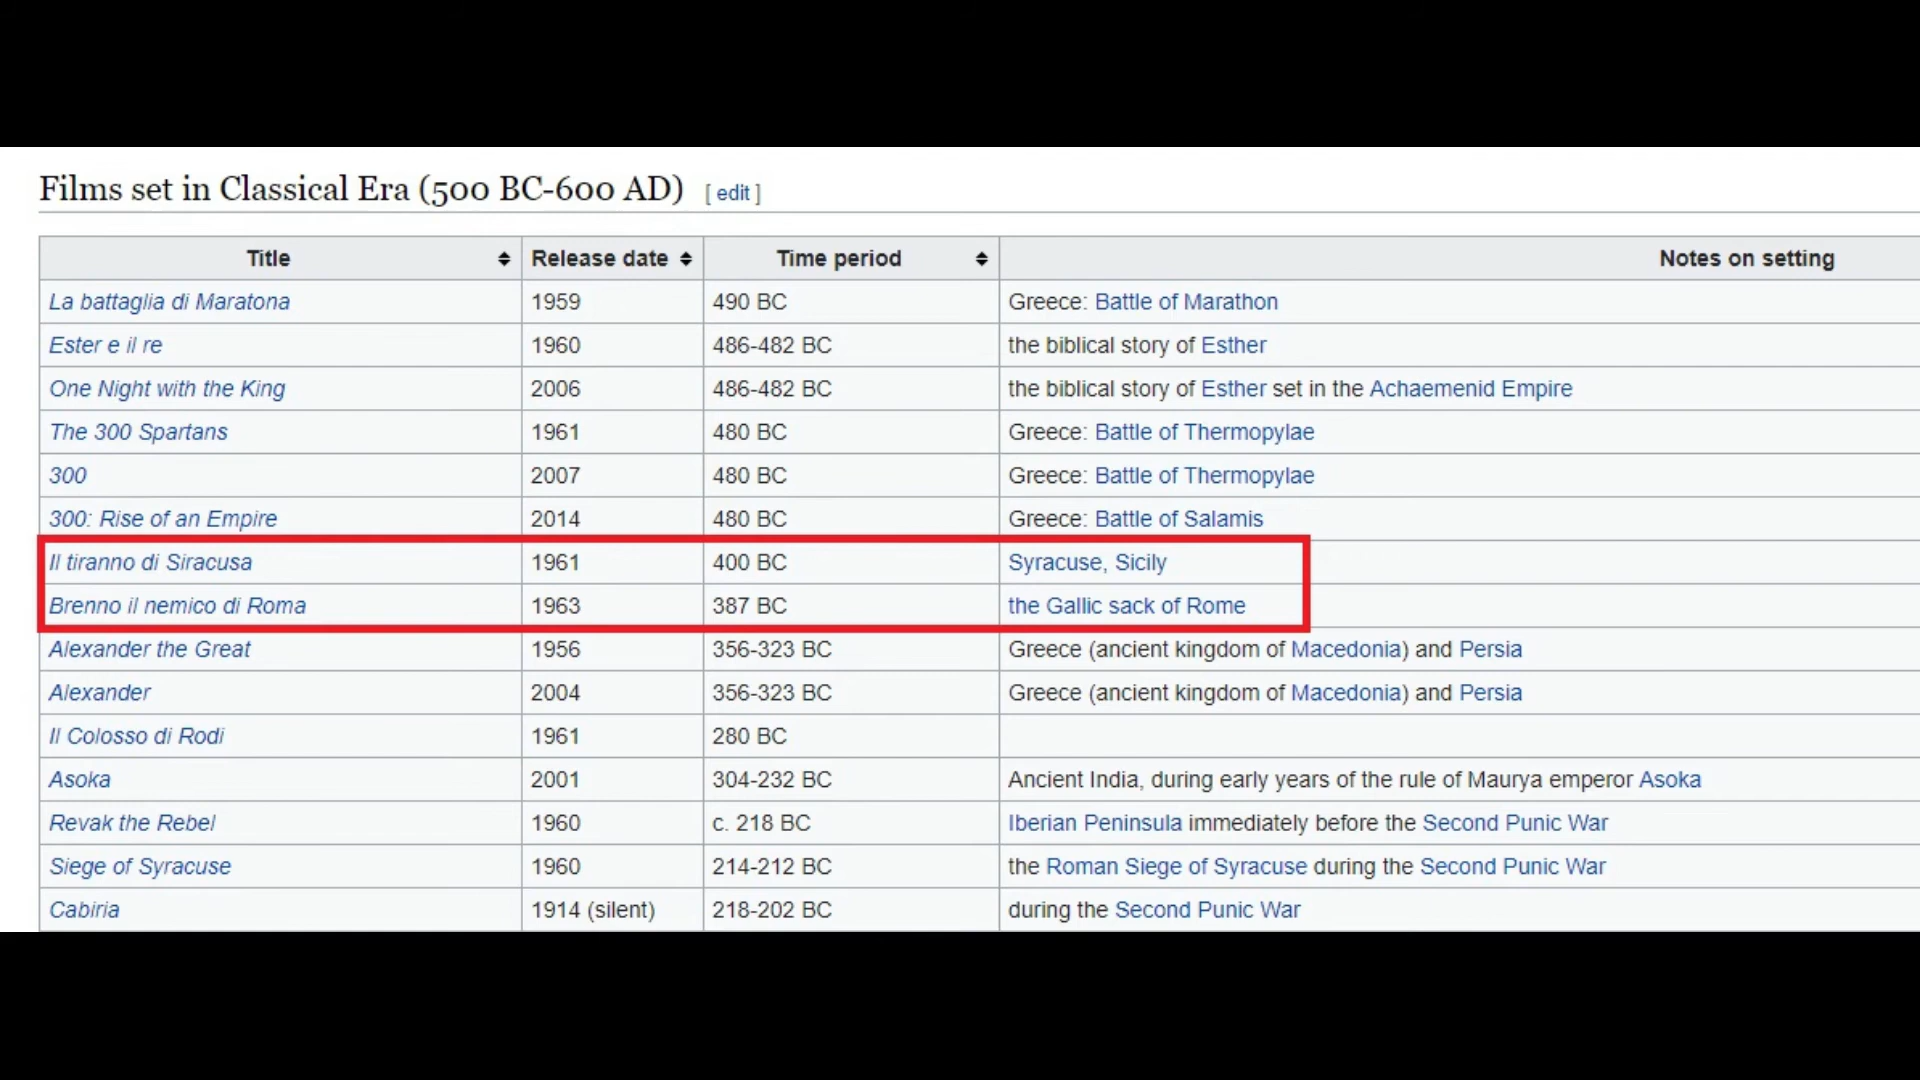 Films set in Classical Era (500 BC-600 AD) [ edit ]
Title Release date Time period Notes on setting
La battaglia di Maratona 1959 490 BC Greece: Battle of Marathon
Ester e il re 1960 486-482 BC the biblical story of Esther
One Night with the King 2006 486-482 BC the biblical story of Esther set in the Achaemenid Empire
The 300 Spartans 1961 480 BC Greece: Battle of Thermopylae
300 2007 480 BC Greece: Battle of Thermopylae
300: Rise of an Empire 2014 480 BC Greece: Battle of Salamis
Il tiranno di Siracusa 1961 400 BC Syracuse, Sicily
Brenno il nemico di Roma 1963 387 BC the Gallic sack of Rome
Alexander the Great 1956 356-323 BC Greece (ancient kingdom of Macedonia) and Persia
Alexander 2004 356-323 BC Greece (ancient kingdom of Macedonia) and Persia
Il Colosso di Rodi 1961 280 BC
Asoka 2001 304-232 BC Ancient India, during early years of the rule of Maurya emperor Asoka
Revak the Rebel 1960 c. 218 BC Iberian Peninsula immediately before the Second Punic War
Siege of Syracuse 1960 214-212 BC the Roman Siege of Syracuse during the Second Punic War
Cabiria 1914 (silent) 218-202 BC during the Second Punic War